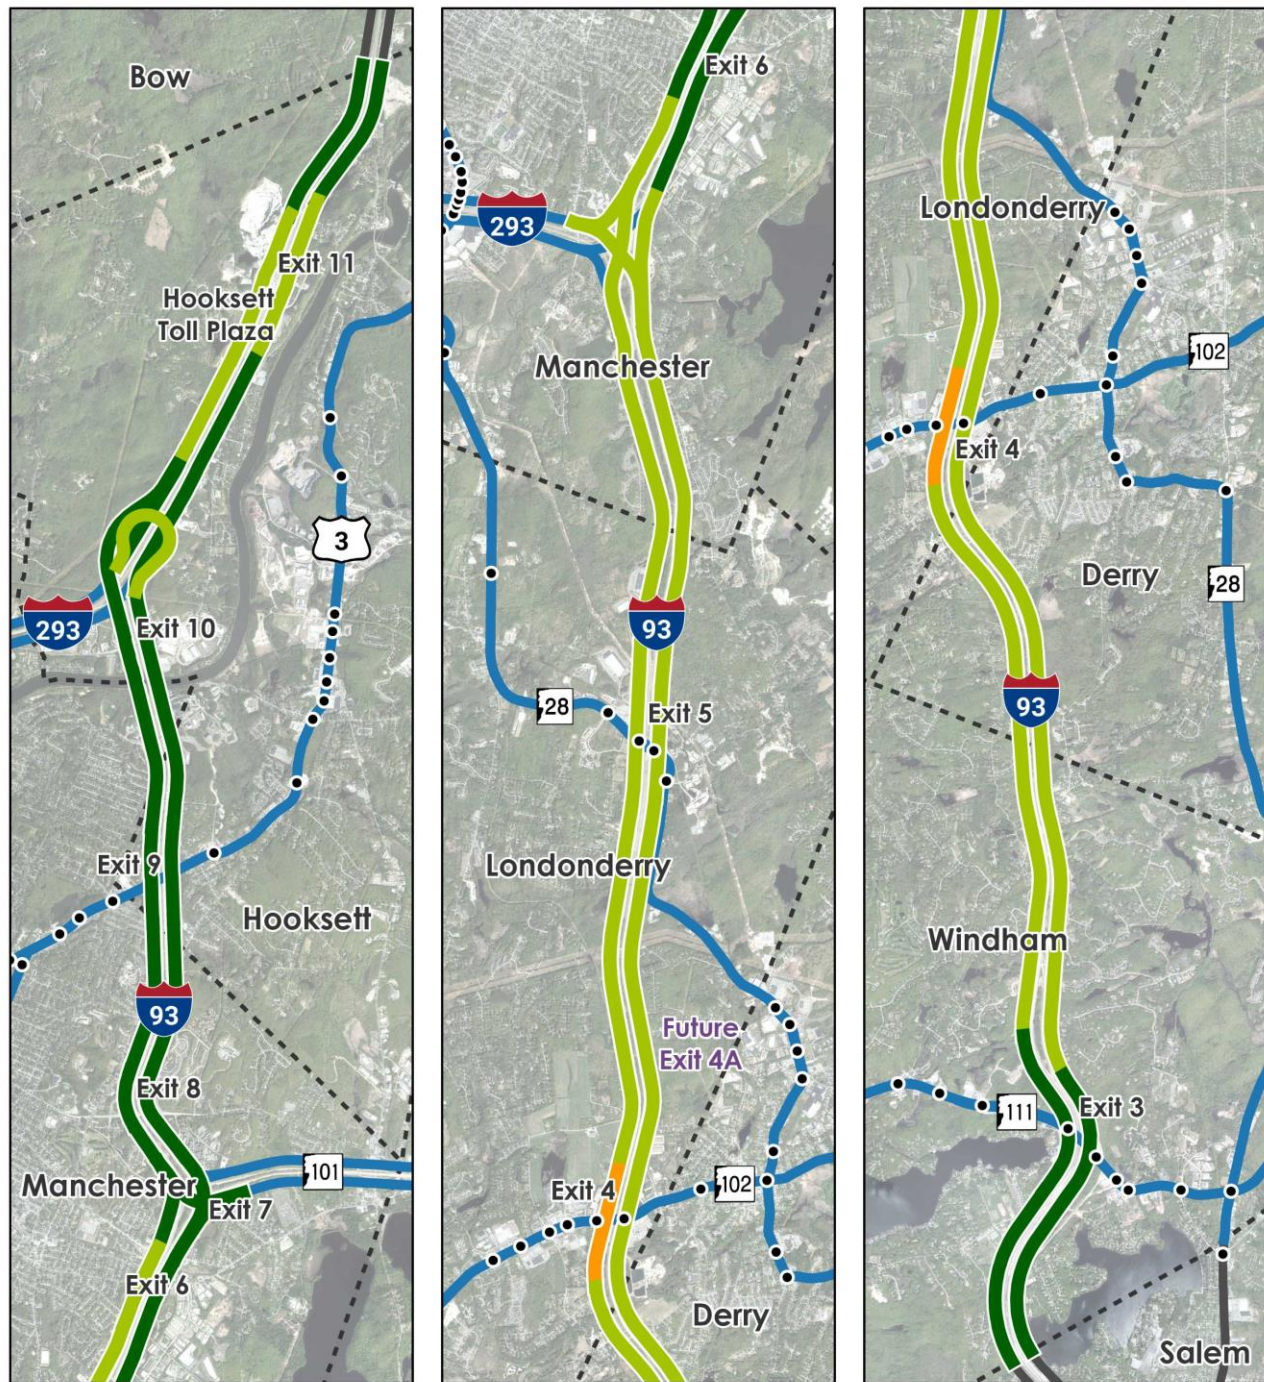 Bow
Exit 11
Hooksett
Toll Plaza
3
293
Exit 10
Exit 9
Hooksett
93
Exit 8
101
Manchester
Exit 7
Exit 6
Exit 6
293
Manchester
93
28
Exit 5
Londonderry
Future
Exit 4A
Exit 4
102
Derry
Londonderry
102
Exit 4
Derry
28
93
Windham
111
Exit 3
Salem